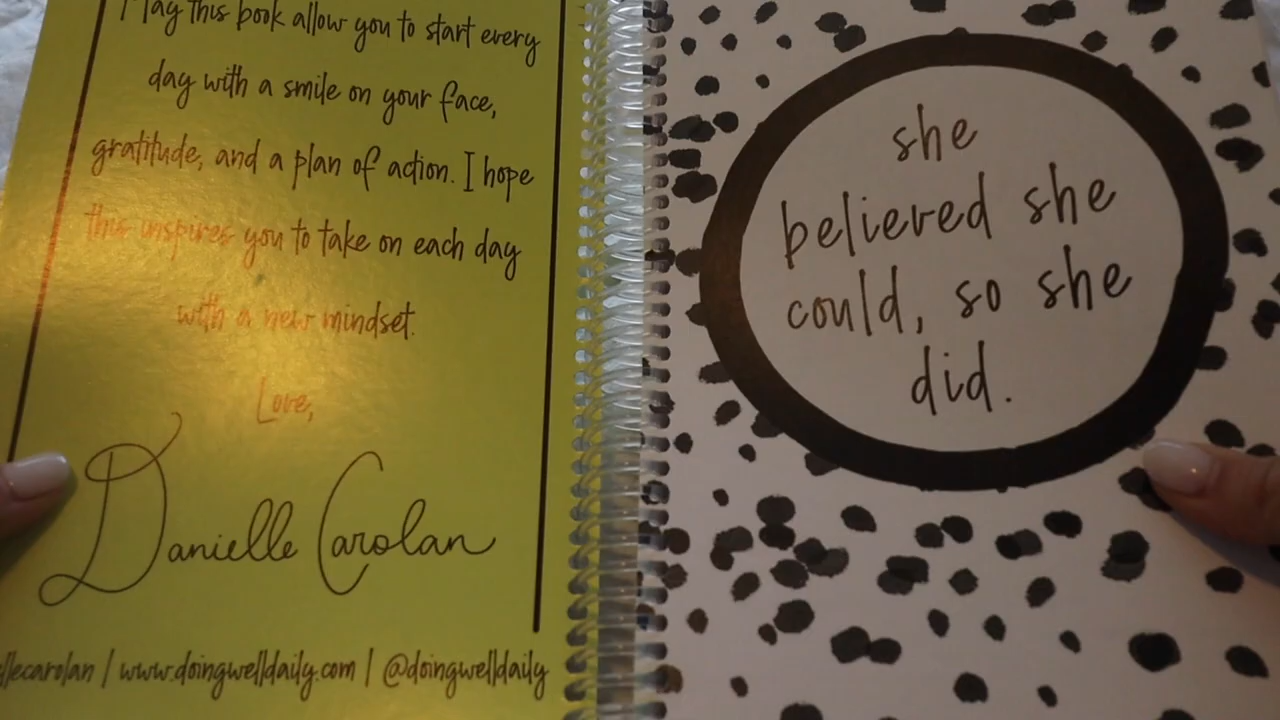 May this book allow you to start every
day with a smile on your face,
gratitude, and a plan of action. I hope
this inspires you to take on each day
with a new mindset.
Love,
Danielle Carolan
llecarolan | www.doingwelldaily.com | @doingwelldaily
she
believed she
could, so she
did.